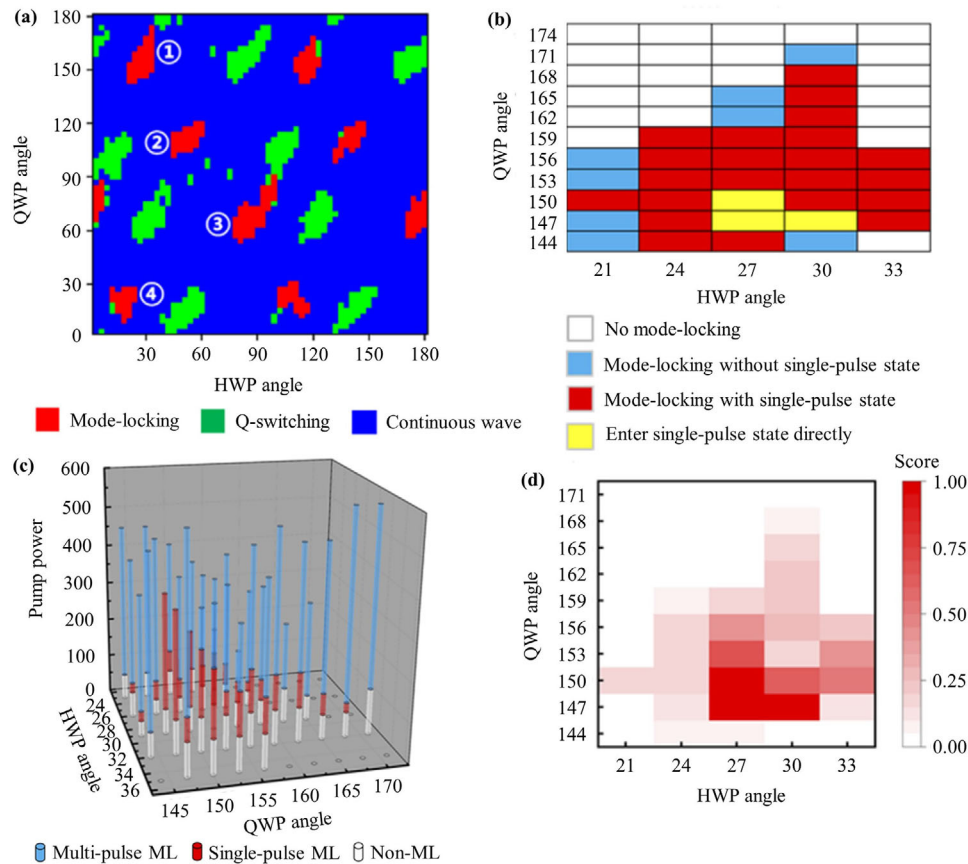 (a)
180
150
120
90
60
30
0
QWP angle
①
②
③
④
30 60 90 120 150 180
HWP angle
Mode-locking Q-switching Continuous wave
(b)
174
171
168
165
162
159
156
153
150
147
144
QWP angle
21 24 27 30 33
HWP angle
No mode-locking
Mode-locking without single-pulse state
Mode-locking with single-pulse state
Enter single-pulse state directly
(c)
600
500
400
300
200
100
0
Pump power
24
26
28
30
32
34
36
HWP angle
145 150 155 160 165 170
QWP angle
Multi-pulse ML Single-pulse ML Non-ML
(d)
171
168
165
162
159
156
153
150
147
144
QWP angle
21 24 27 30 33
HWP angle
Score
1.00
0.75
0.50
0.25
0.00